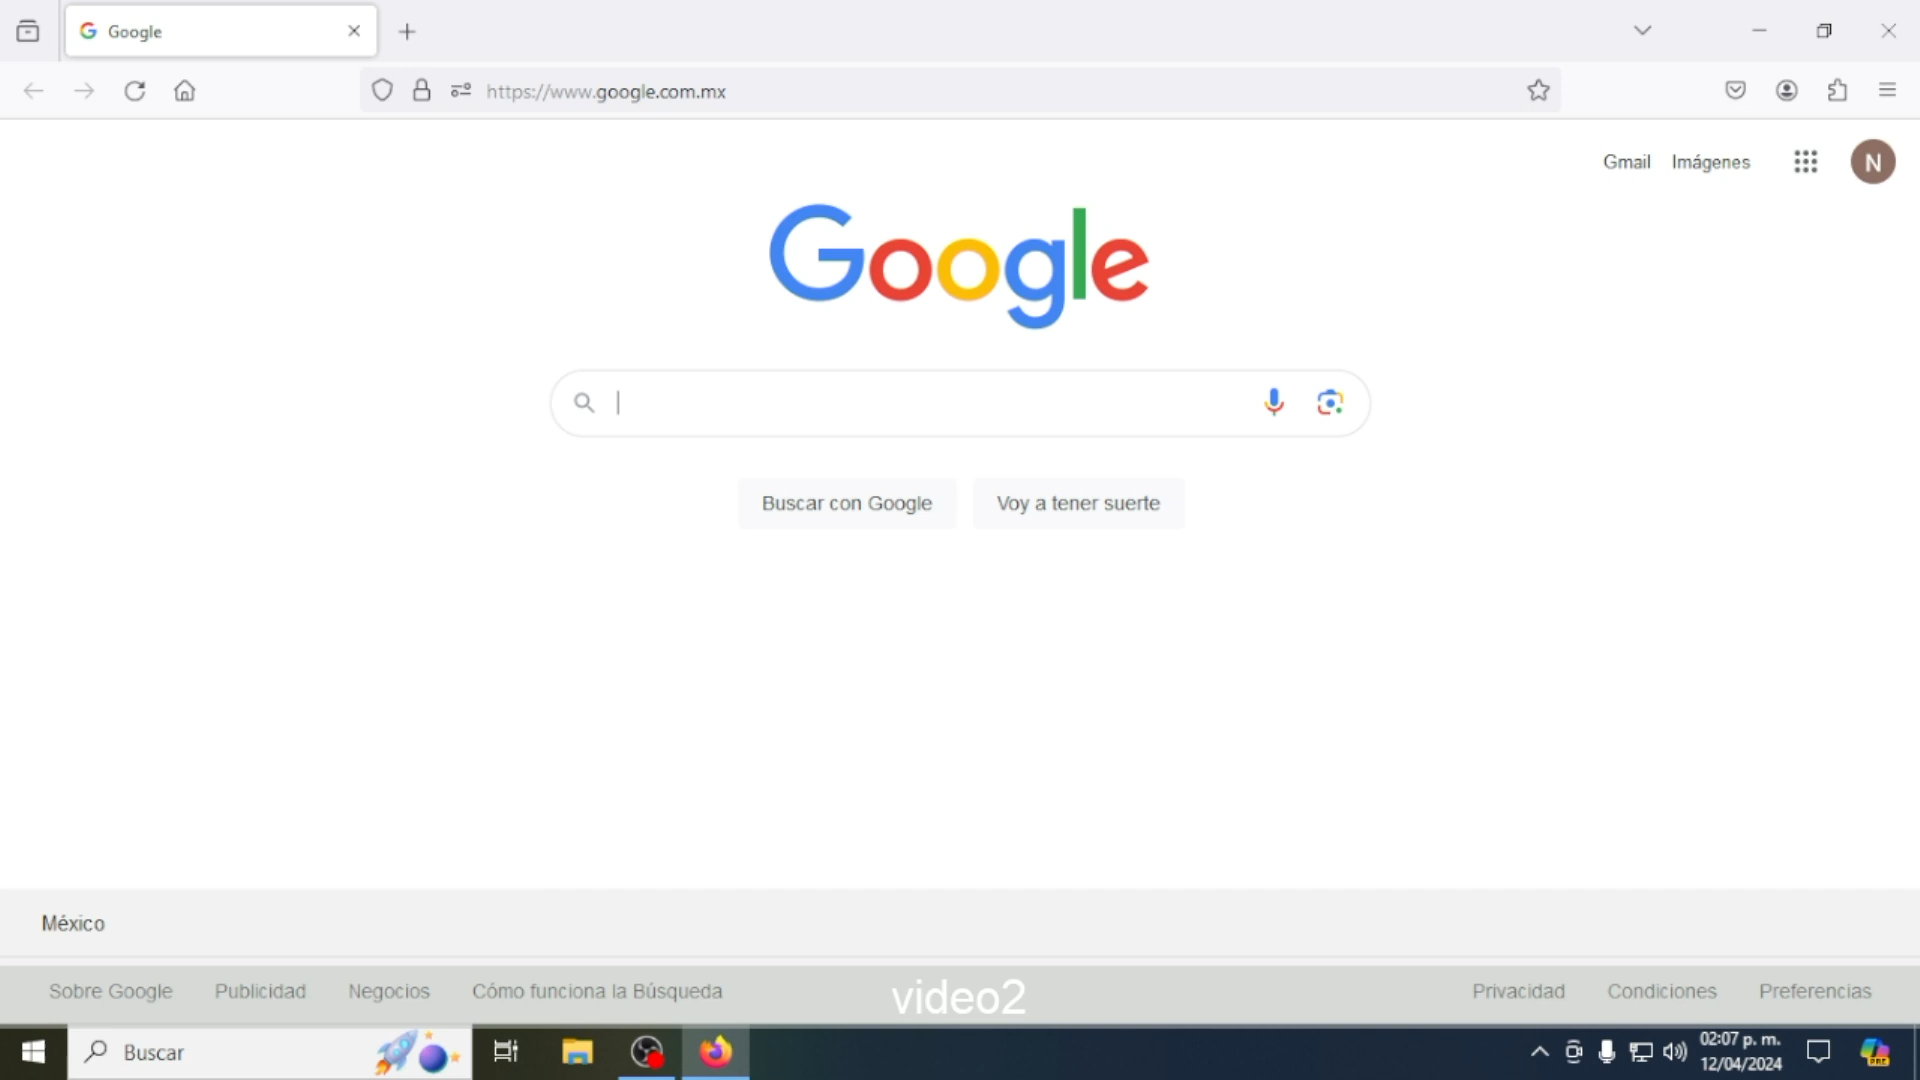 Google
https://www.google.com.mx
Gmail Imágenes N
Google
Buscar con Google Voy a tener suerte
México
Sobre Google Publicidad Negocios Cómo funciona la Búsqueda Privacidad Condiciones Preferencias
video2
Buscar
PRE
02:07 p. m.
12/04/2024